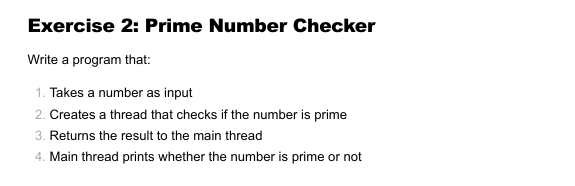 Exercise 2: Prime Number Checker
Write a program that:
1. Takes a number as input
2. Creates a thread that checks if the number is prime
3. Returns the result to the main thread
4. Main thread prints whether the number is prime or not